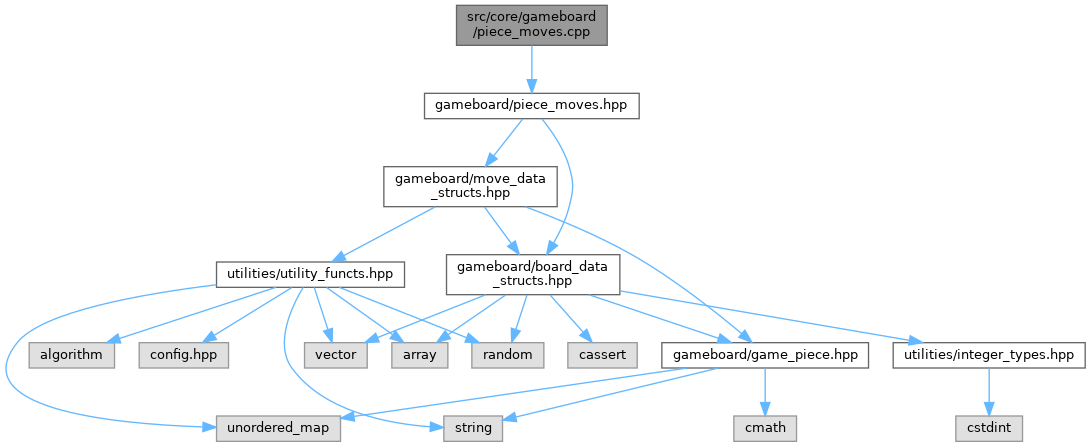 src/core/gameboard
/piece_moves.cpp
gameboard/piece_moves.hpp
gameboard/move_data
_structs.hpp
utilities/utility_functs.hpp
gameboard/board_data
_structs.hpp
algorithm
config.hpp
vector
array
random
cassert
gameboard/game_piece.hpp
utilities/integer_types.hpp
unordered_map
string
cmath
cstdint